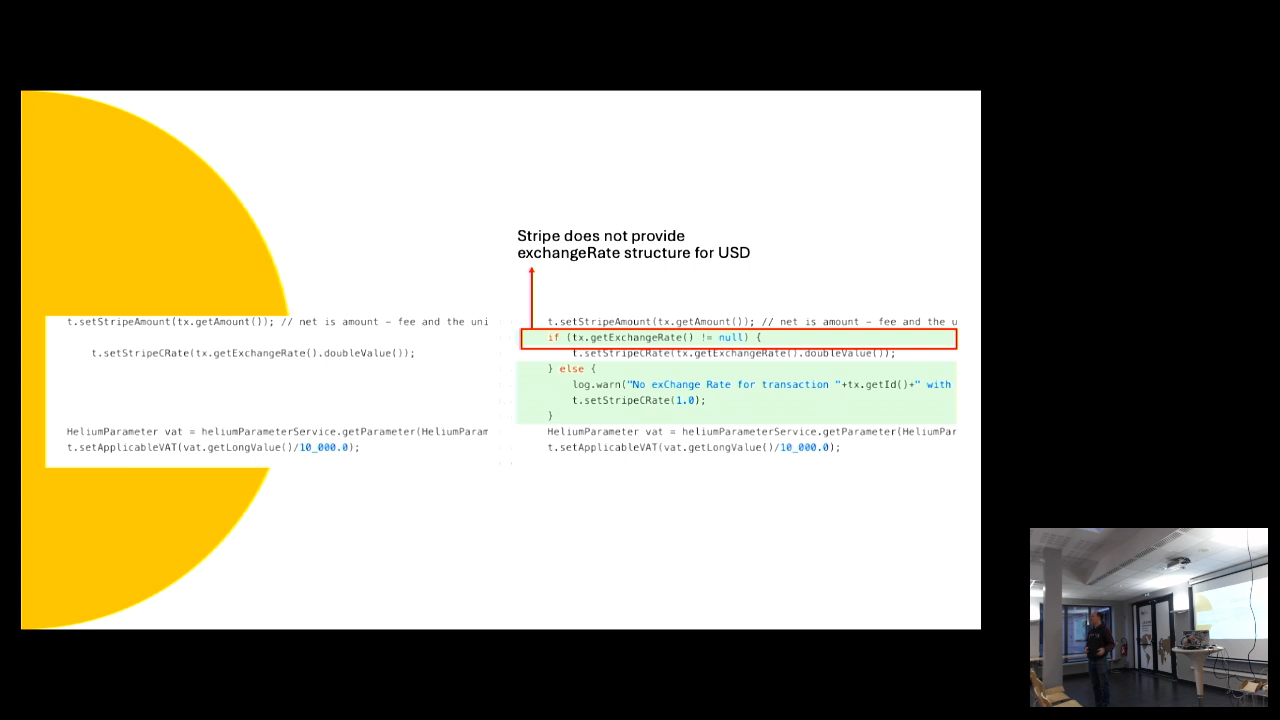 Stripe does not provide
exchangeRate structure for USD
t.setStripeAmount(tx.getAmount()); // net is amount – fee and the uni
t.setStripeCRate(tx.getExchangeRate().doubleValue());
HeliumParameter vat = heliumParameterService.getParameter(HeliumParam
t.setApplicableVAT(vat.getLongValue()/10_000.0);
t.setStripeAmount(tx.getAmount()); // net is amount – fee and the u
if (tx.getExchangeRate() != null) {
t.setStripeCRate(tx.getExchangeRate().doubleValue());
} else {
log.warn("No exChange Rate for transaction "+tx.getId()+" with
t.setStripeCRate(1.0);
}
HeliumParameter vat = heliumParameterService.getParameter(HeliumPar
t.setApplicableVAT(vat.getLongValue()/10_000.0);